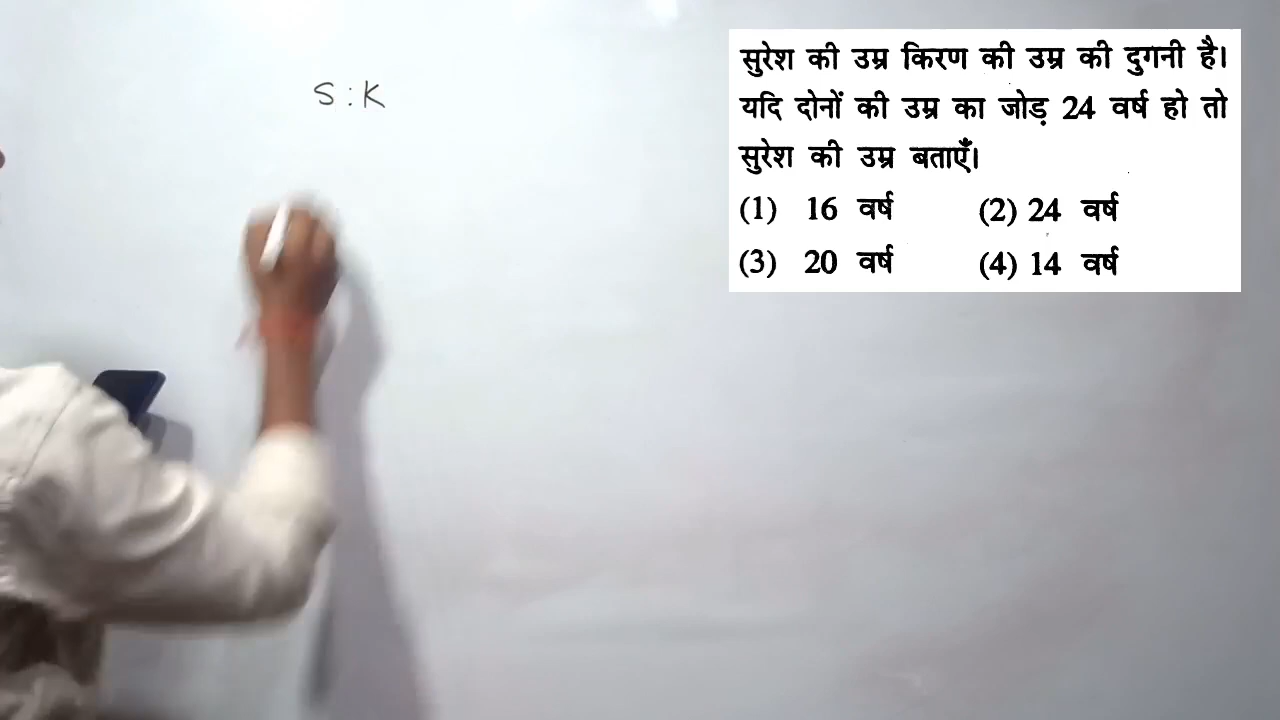 S : K
सुरेश की उम्र किरण की उम्र की दुगनी है।
यदि दोनों की उम्र का जोड़ 24 वर्ष हो तो
सुरेश की उम्र बताएँ।
(1) 16 वर्ष (2) 24 वर्ष
(3) 20 वर्ष (4) 14 वर्ष